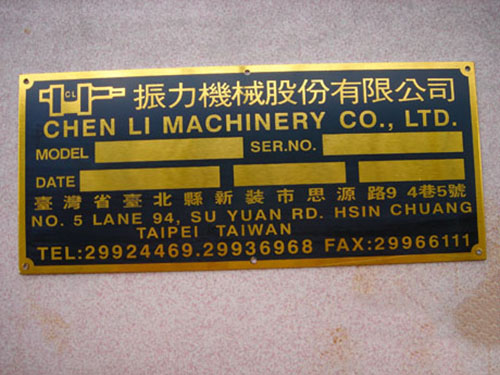 CL 振力機械股份有限公司
CHEN LI MACHINERY CO., LTD.
MODEL SER.NO.
DATE
臺灣省臺北縣新裝市思源路94巷5號
NO. 5 LANE 94, SU YUAN RD. HSIN CHUANG
TAIPEI TAIWAN
TEL:29924469.29936968 FAX:29966111